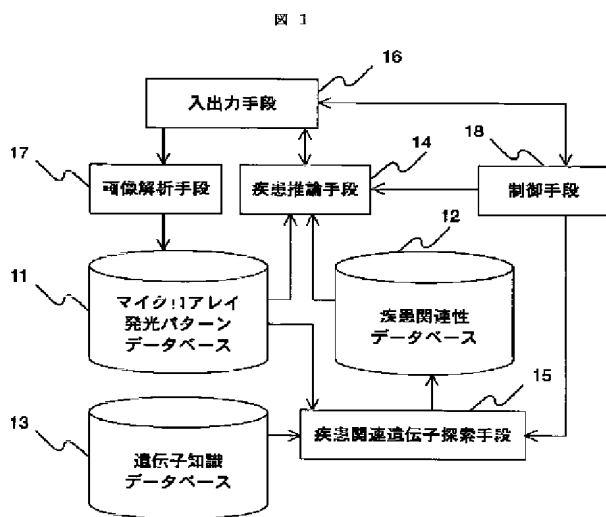 図 1
16
入出力手段
17
画像解析手段
14
疾患推論手段
18
制御手段
11
マイクロアレイ
発光パターン
データベース
12
疾患関連性
データベース
13
遺伝子知識
データベース
15
疾患関連遺伝子探索手段